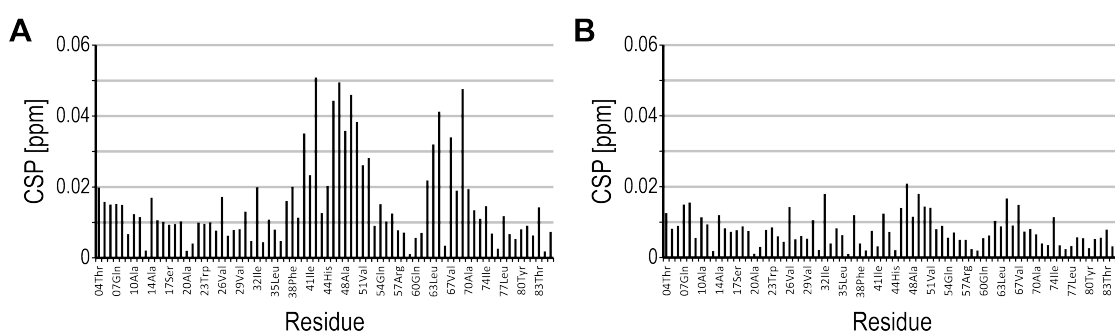 A
CSP [ppm]
0.06
0.04
0.02
0
04Thr 07Gln 10Ala 14Ala 17Ser 20Ala 23Trp 26Val 29Val 32Ile 35Leu 38Phe 41Ile 44His 48Ala 51Val 54Gln 57Arg 60Gln 63Leu 67Val 70Ala 74Ile 77Leu 80Tyr 83Thr
Residue
B
CSP [ppm]
0.06
0.04
0.02
0
04Thr 07Gln 10Ala 14Ala 17Ser 20Ala 23Trp 26Val 29Val 32Ile 35Leu 38Phe 41Ile 44His 48Ala 51Val 54Gln 57Arg 60Gln 63Leu 67Val 70Ala 74Ile 77Leu 80Tyr 83Thr
Residue